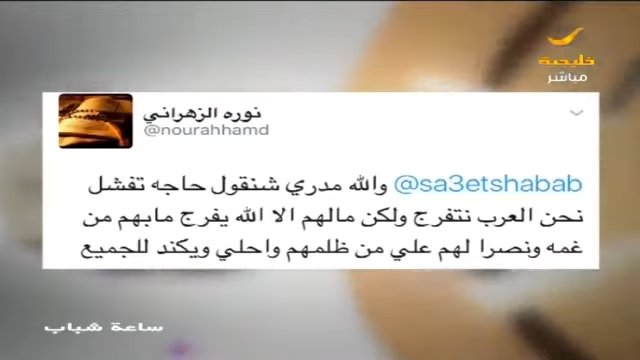 خليجية
مباشر
نوره الزهراني
@nourahhamd
@sa3etshabab والله مدري شنقول حاجه تفشل
نحن العرب نتفرج ولكن مالهم الا الله يفرج مابهم من
غمه ونصرا لهم علي من ظلمهم واحلي ويكند للجميع
ساعة شباب